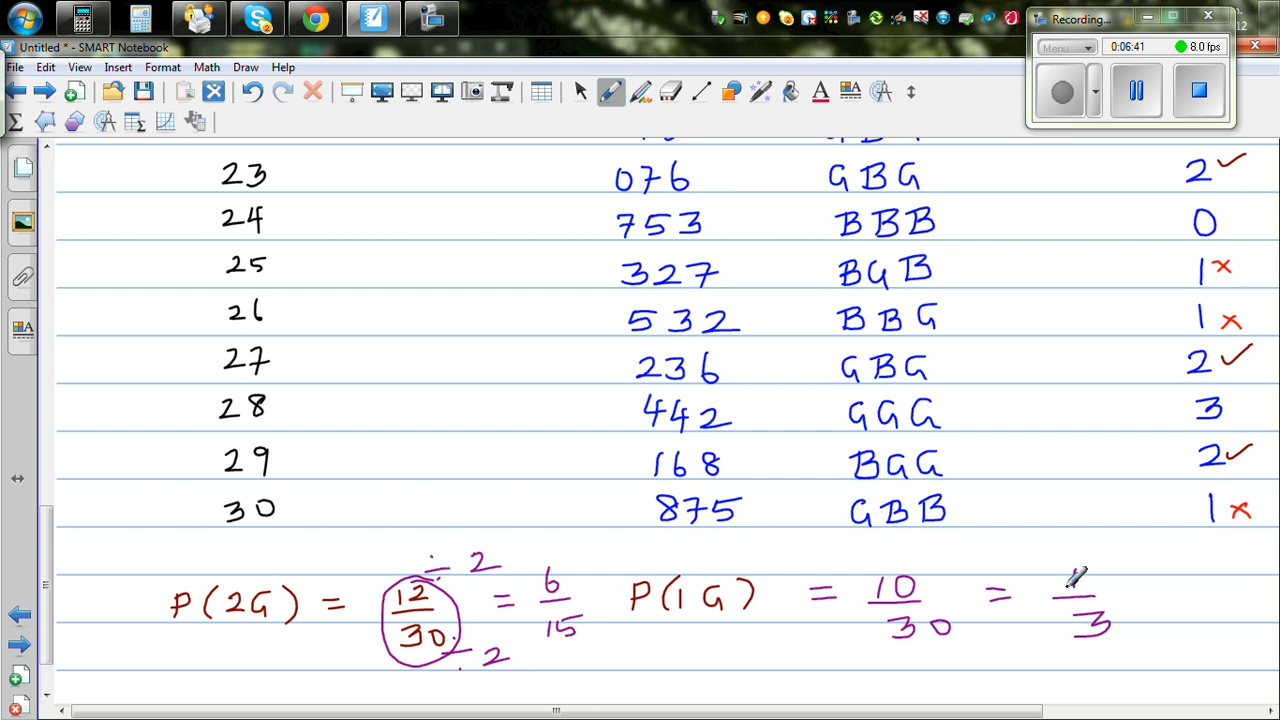 Recording...
12
Untitled * - SMART Notebook
Menu 0:06:41 8.0 fps
File Edit View Insert Format Math Draw Help
23 076 GBG 2 ✓
24 753 BBB 0
25 327 BGB 1 ×
26 532 BBG 1 ×
27 236 GBG 2 ✓
28 442 GGG 3
29 168 BGG 2 ✓
30 875 GBB 1 ×
÷ 2
P(2G) = 12/30 = 6/15 P(1G) = 10/30 = 1/3
÷ 2